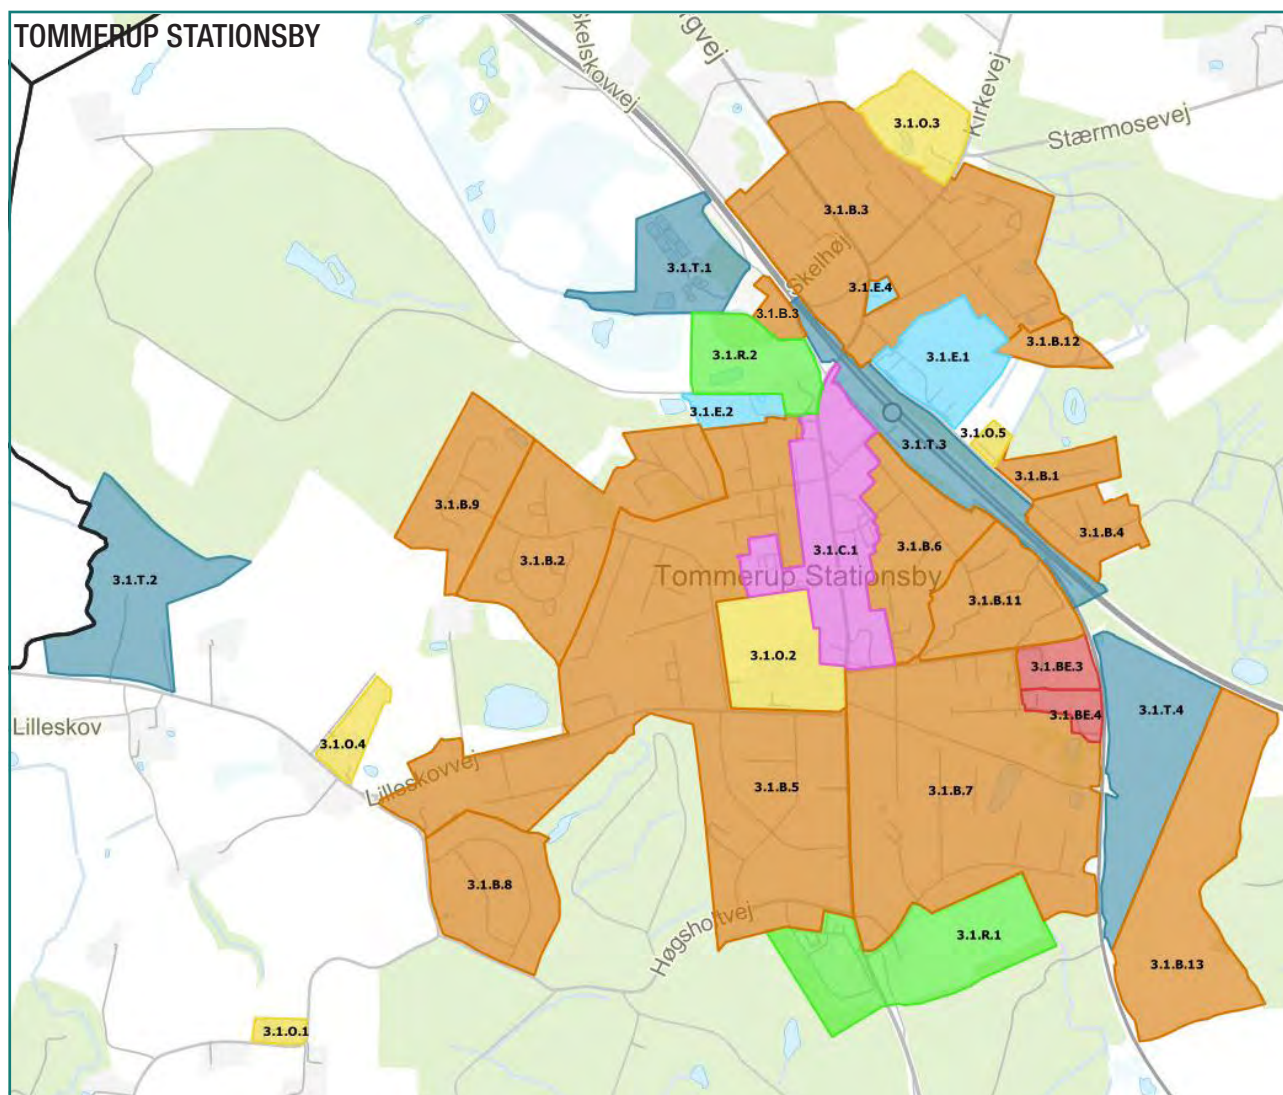 TOMMERUP STATIONSBY
Skelskovvej
rgvej
Kirkevej
Stærmosevej
3.1.O.3
3.1.B.3
Skelhøj
3.1.T.1
3.1.E.4
3.1.B.3
3.1.R.2
3.1.E.1
3.1.B.12
3.1.E.2
3.1.T.3
3.1.O.5
3.1.B.1
3.1.B.9
3.1.B.4
3.1.B.2
3.1.C.1
3.1.B.6
Tommerup Stationsby
3.1.T.2
3.1.B.11
3.1.O.2
3.1.BE.3
3.1.T.4
3.1.BE.4
Lilleskov
3.1.O.4
Lilleskovvej
3.1.B.5
3.1.B.7
3.1.B.8
Høgsholtvej
3.1.R.1
3.1.B.13
3.1.O.1